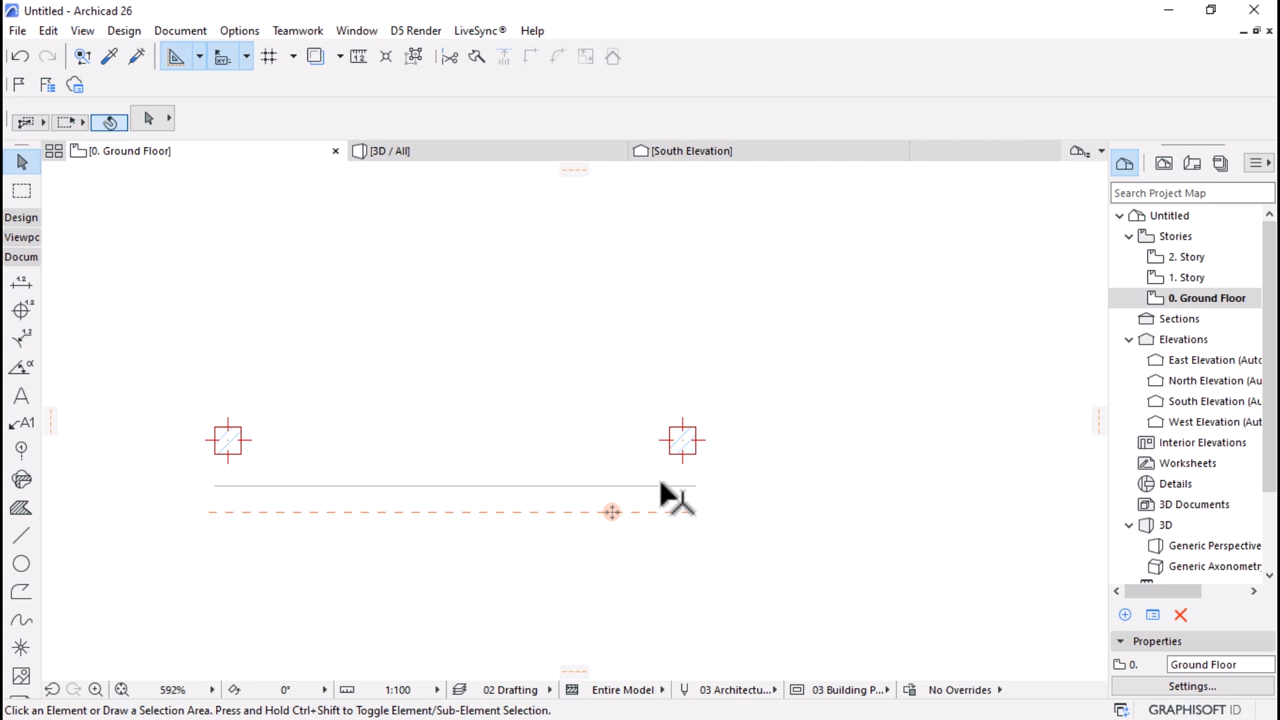 Untitled - Archicad 26
File Edit View Design Document Options Teamwork Window D5 Render LiveSync® Help
[0. Ground Floor]
[3D / All]
[South Elevation]
Design
Viewpc
Docum
Search Project Map
Untitled
Stories
2. Story
1. Story
0. Ground Floor
Sections
Elevations
East Elevation (Auto
North Elevation (Au
South Elevation (Au
West Elevation (Aut
Interior Elevations
Worksheets
Details
3D Documents
3D
Generic Perspective
Generic Axonometr
Properties
0. Ground Floor
Settings...
592% 0° 1:100 02 Drafting Entire Model 03 Architectu... 03 Building P... No Overrides
Click an Element or Draw a Selection Area. Press and Hold Ctrl+Shift to Toggle Element/Sub-Element Selection.
GRAPHISOFT ID